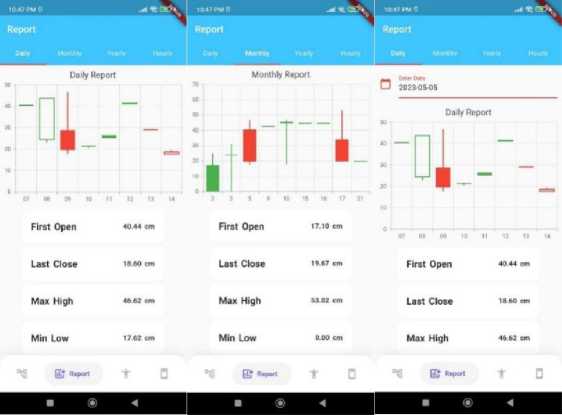 10:47 PM
Report
Daily Monthly Yearly Hours
Daily Report
50
40
30
20
10
5
07 08 09 10 11 12 13 14
First Open 40.44 cm
Last Close 18.60 cm
Max High 46.62 cm
Min Low 17.62 cm
Report
10:47 PM
Report
Daily Monthly Yearly Hours
Monthly Report
70
60
50
40
30
20
10
0
2 3 5 9 10 15 16 17 21
First Open 17.10 cm
Last Close 19.67 cm
Max High 53.02 cm
Min Low 0.00 cm
Report
10:47 PM
Report
Daily Monthly Yearly Hours
Enter Date
2023-05-05
Daily Report
50
40
30
20
10
07 08 09 10 11 12 13 14
First Open 40.44 cm
Last Close 18.60 cm
Max High 46.62 cm
Report